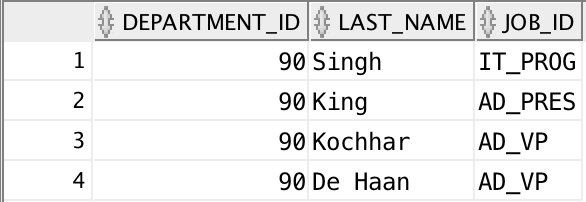 DEPARTMENT_ID LAST_NAME JOB_ID
1 90 Singh IT_PROG
2 90 King AD_PRES
3 90 Kochhar AD_VP
4 90 De Haan AD_VP